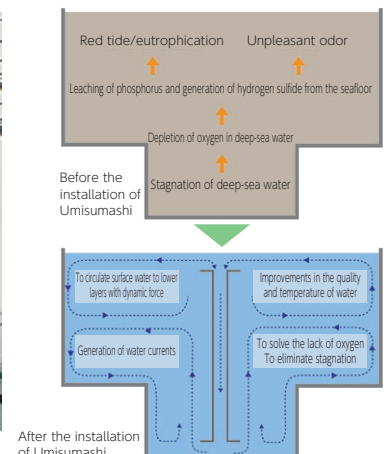 Red tide/eutrophication Unpleasant odor
Leaching of phosphorus and generation of hydrogen sulfide from the seafloor
Depletion of oxygen in deep-sea water
Stagnation of deep-sea water
Before the
installation of
Umisumashi
To circulate surface water to lower
layers with dynamic force
Improvements in the quality
and temperature of water
Generation of water currents
To solve the lack of oxygen
To eliminate stagnation
After the installation
of Umisumashi